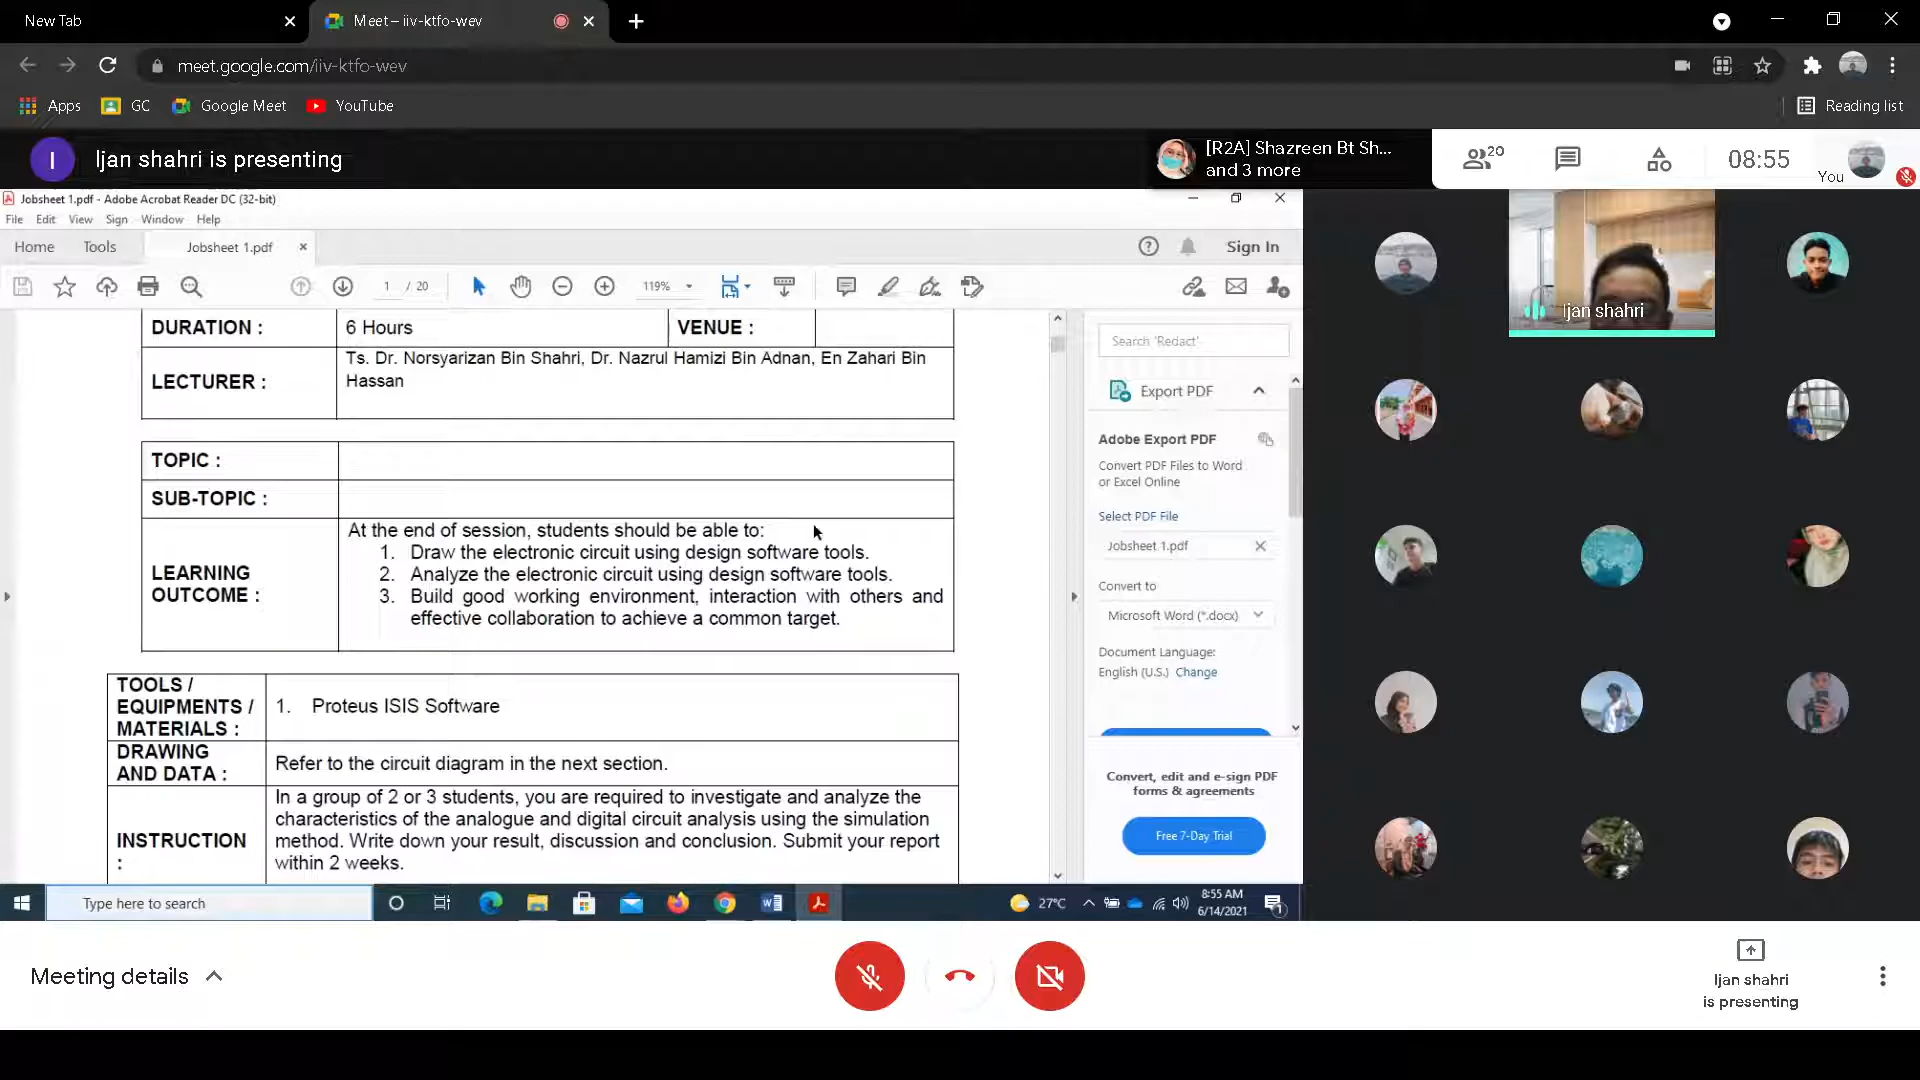 New Tab
Meet – iiv-ktfo-wev
meet.google.com/iiv-ktfo-wev
Apps GC Google Meet YouTube Reading list
I Ijan shahri is presenting
[R2A] Shazreen Bt Sh...
and 3 more
20
08:55
You
Jobsheet 1.pdf - Adobe Acrobat Reader DC (32-bit)
File Edit View Sign Window Help
Home Tools Jobsheet 1.pdf Sign In
1 / 20 119%
DURATION : 6 Hours VENUE :
LECTURER :
Ts. Dr. Norsyarizan Bin Shahri, Dr. Nazrul Hamizi Bin Adnan, En Zahari Bin
Hassan
TOPIC :
SUB-TOPIC :
LEARNING
OUTCOME :
At the end of session, students should be able to:
1. Draw the electronic circuit using design software tools.
2. Analyze the electronic circuit using design software tools.
3. Build good working environment, interaction with others and
effective collaboration to achieve a common target.
TOOLS /
EQUIPMENTS /
MATERIALS :
1. Proteus ISIS Software
DRAWING
AND DATA :
Refer to the circuit diagram in the next section.
INSTRUCTION
:
In a group of 2 or 3 students, you are required to investigate and analyze the
characteristics of the analogue and digital circuit analysis using the simulation
method. Write down your result, discussion and conclusion. Submit your report
within 2 weeks.
Search 'Redact'
Export PDF
Adobe Export PDF
Convert PDF Files to Word
or Excel Online
Select PDF File
Jobsheet 1.pdf
Convert to
Microsoft Word (*.docx)
Document Language:
English (U.S.) Change
Convert, edit and e-sign PDF
forms & agreements
Free 7-Day Trial
Ijan shahri
Type here to search
27°C
8:55 AM
6/14/2021
1
Meeting details
Ijan shahri
is presenting